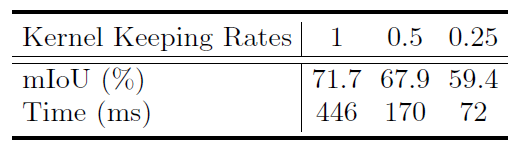 Kernel Keeping Rates 1 0.5 0.25
mIoU (%) 71.7 67.9 59.4
Time (ms) 446 170 72